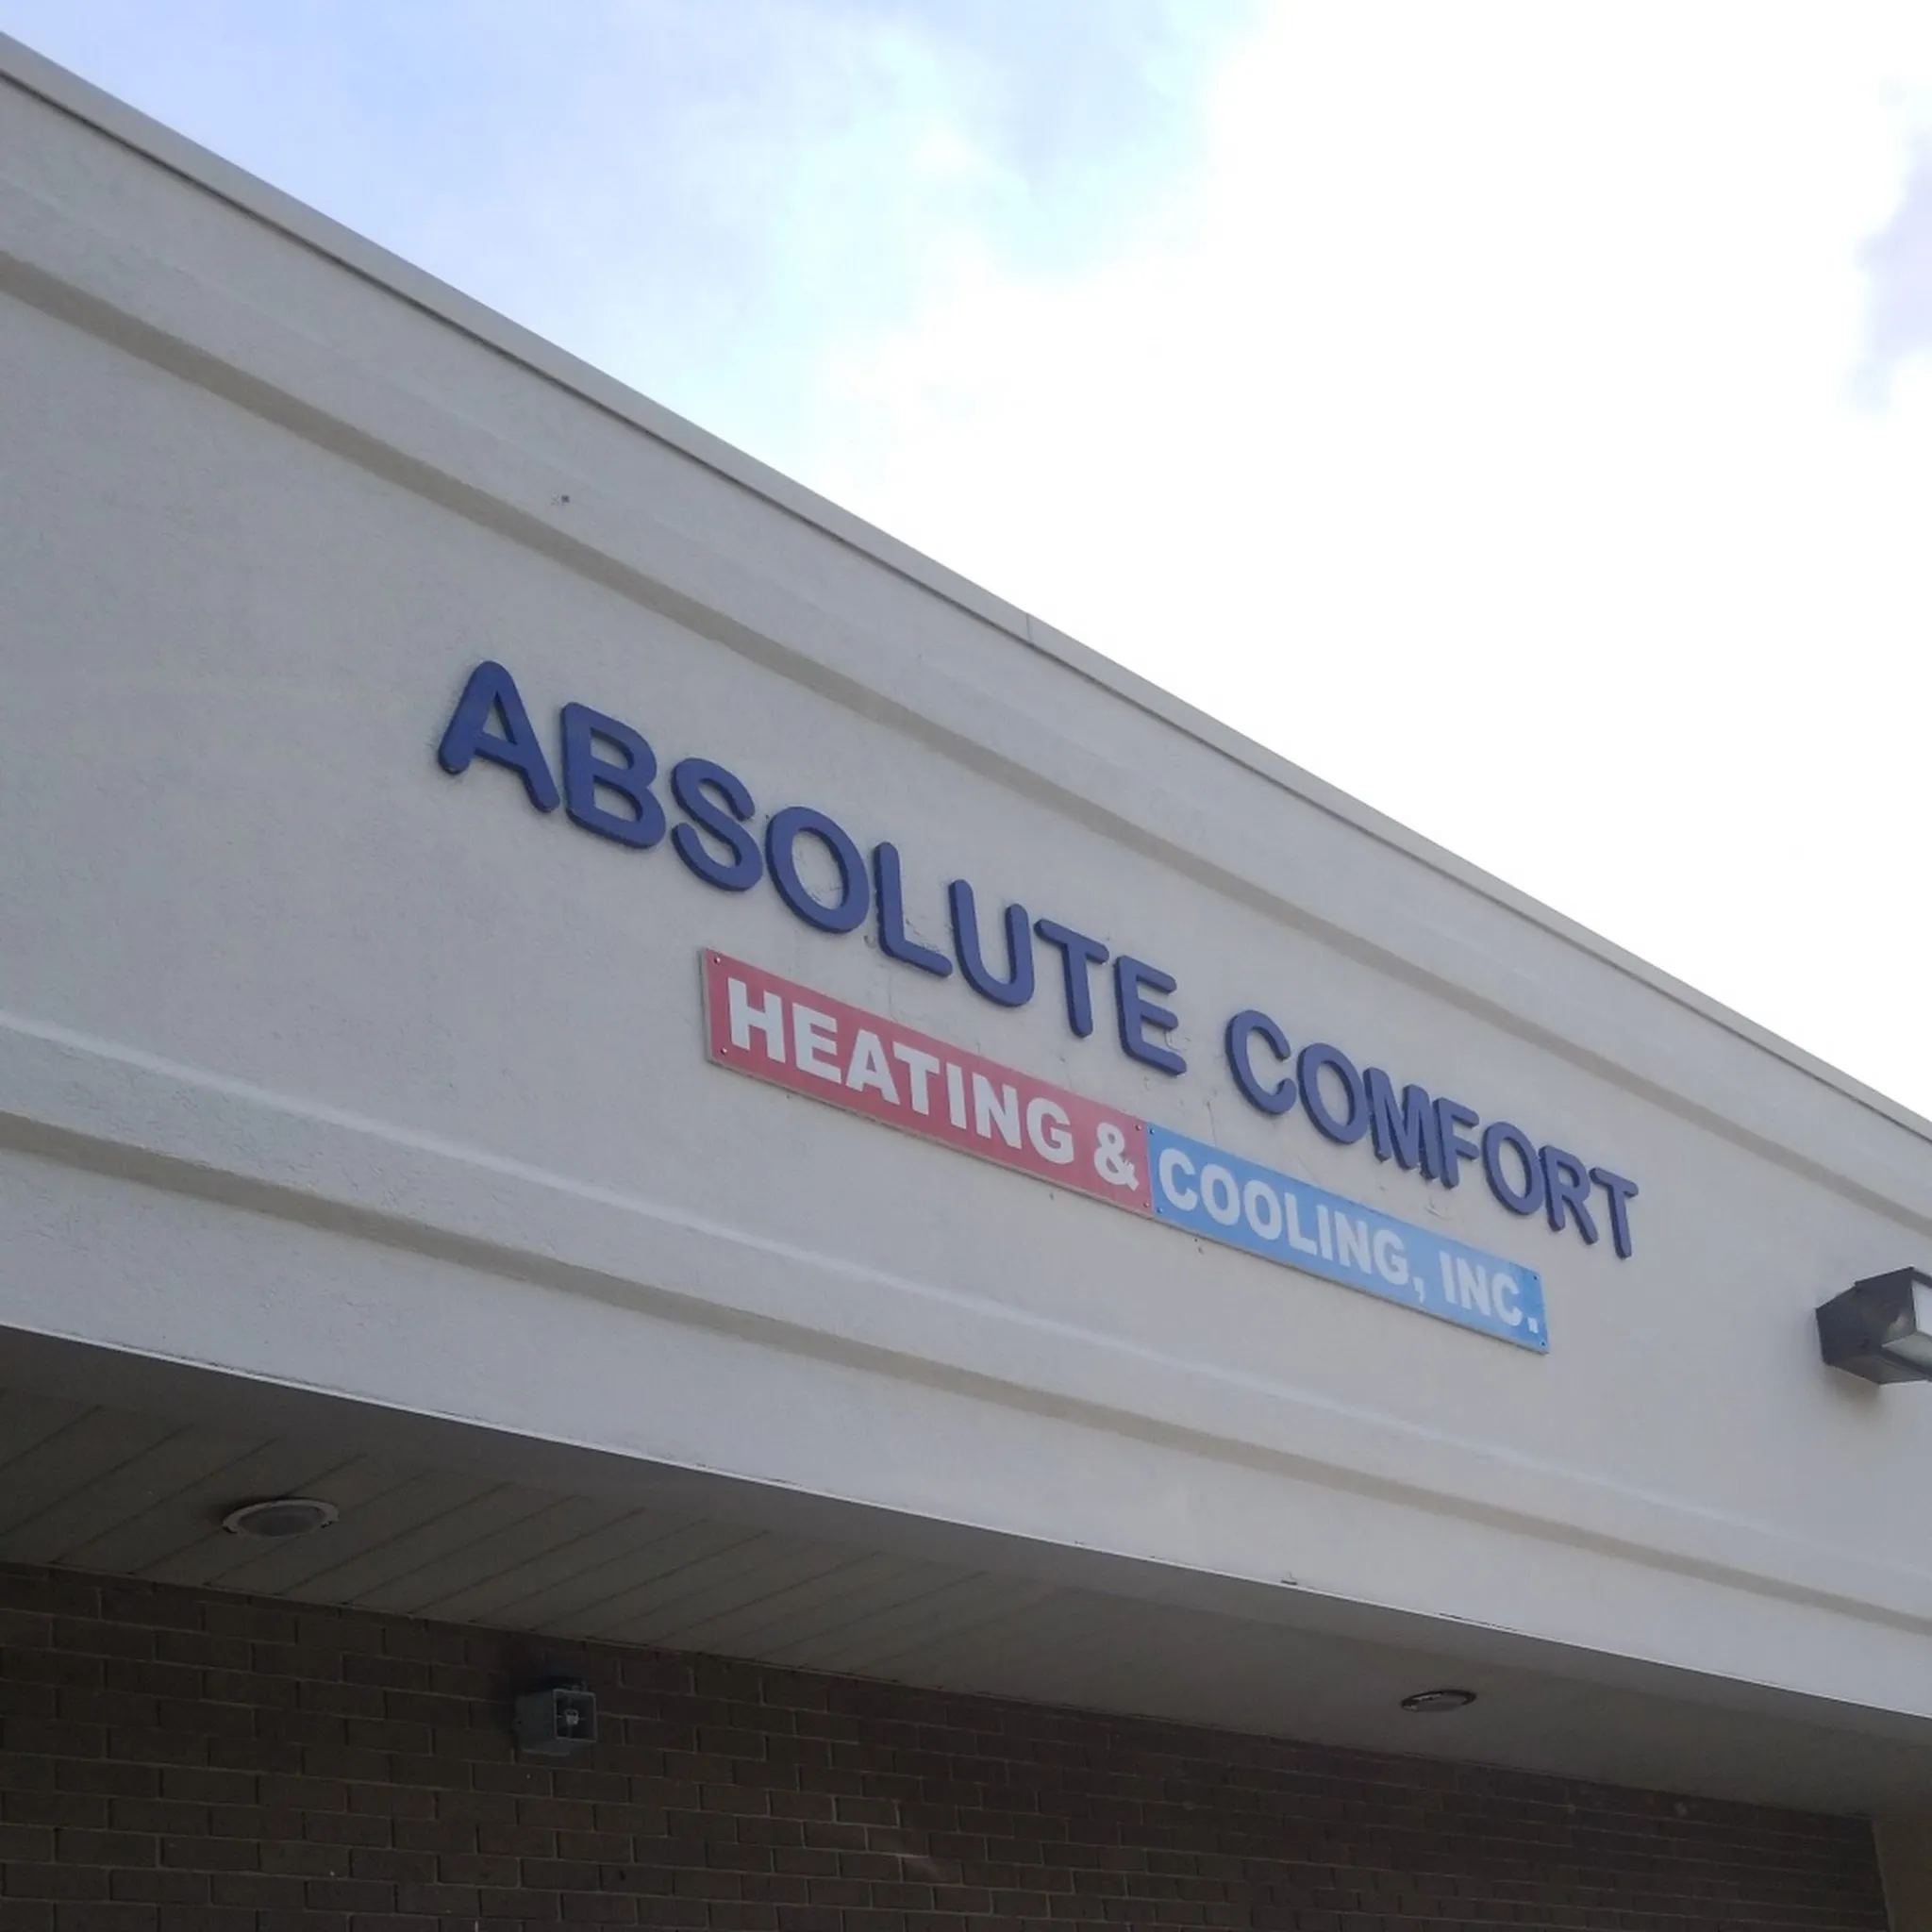 ABSOLUTE COMFORT
HEATING & COOLING, INC.